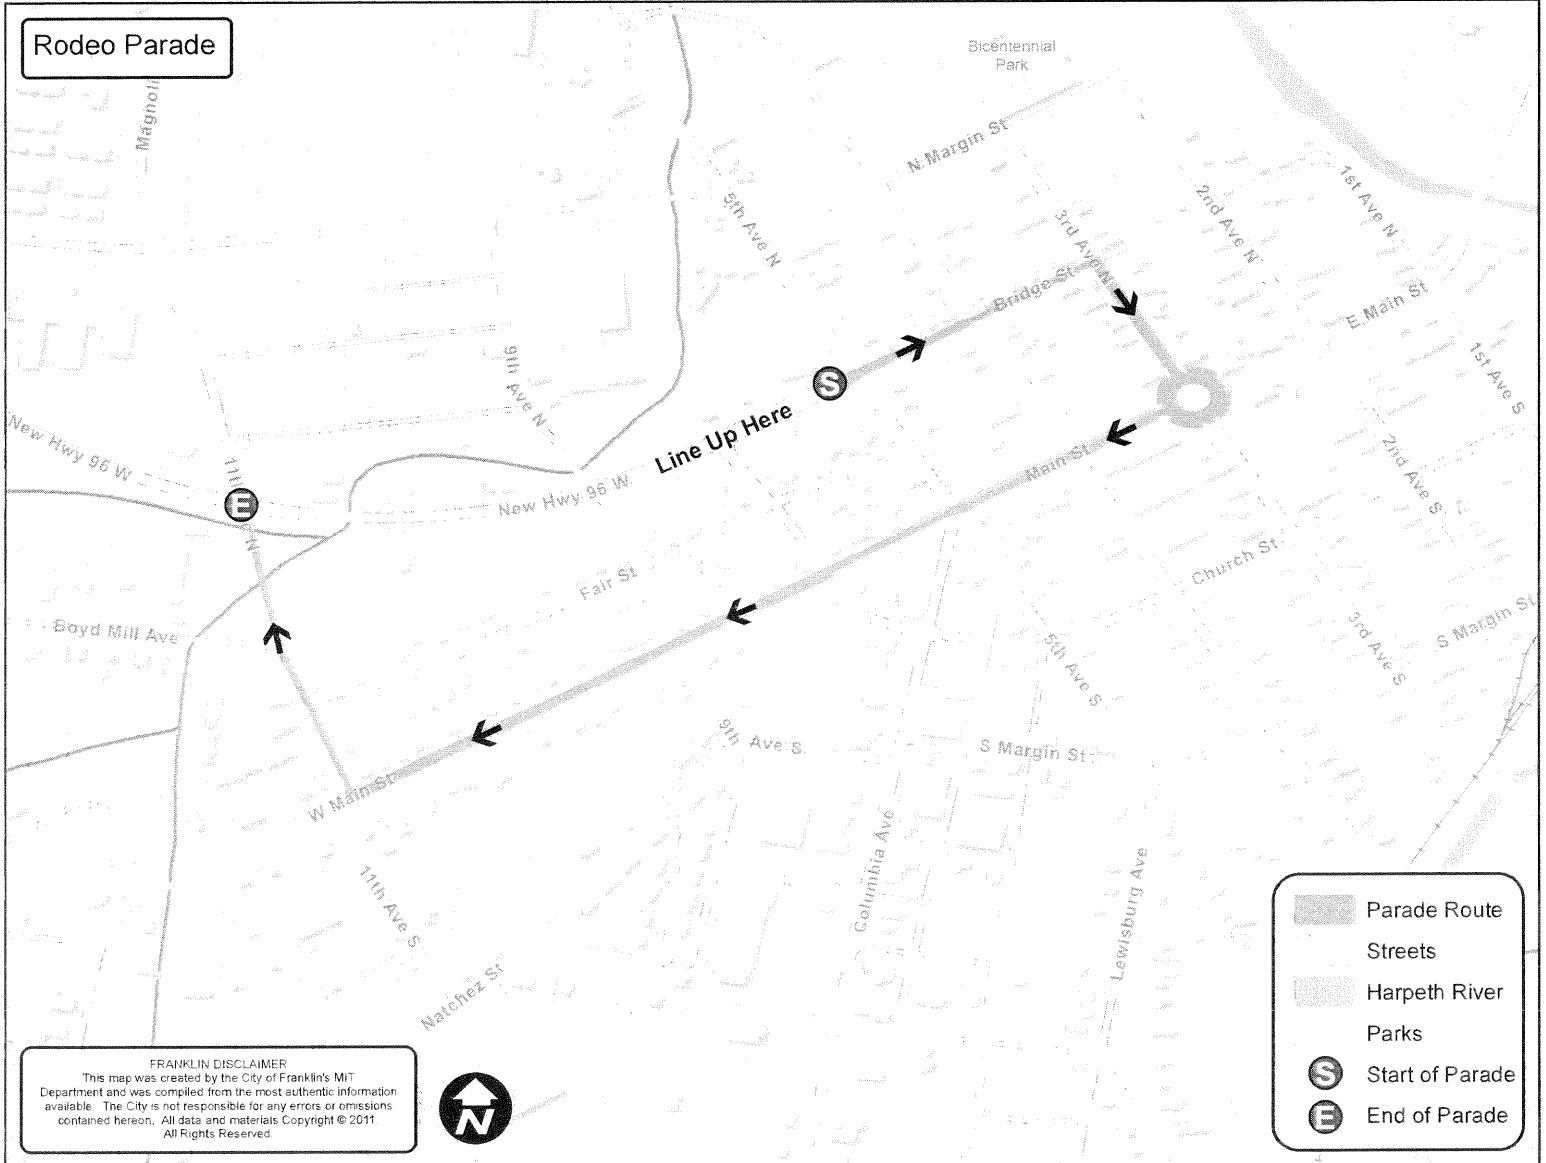 Rodeo Parade
Bicentennial
Park
Magnoli
N Margin St
1st Ave N
2nd Ave N
3rd Ave N
5th Ave N
Bridge St
E Main St
1st Ave S
9th Ave N
S
Line Up Here
New Hwy 96 W
11th
E
N
New Hwy 96 W
Main St
2nd Ave S
Church St
Fair St
Boyd Mill Ave
S Margin St
3rd Ave S
5th Ave S
9th Ave S
S Margin St
W Main St
Columbia Ave
Lewisburg Ave
11th Ave S
Natchez St
Parade Route
Streets
Harpeth River
Parks
S Start of Parade
E End of Parade
FRANKLIN DISCLAIMER
This map was created by the City of Franklin's MIT
Department and was compiled from the most authentic information
available. The City is not responsible for any errors or omissions
contained hereon. All data and materials Copyright © 2011.
All Rights Reserved.
N